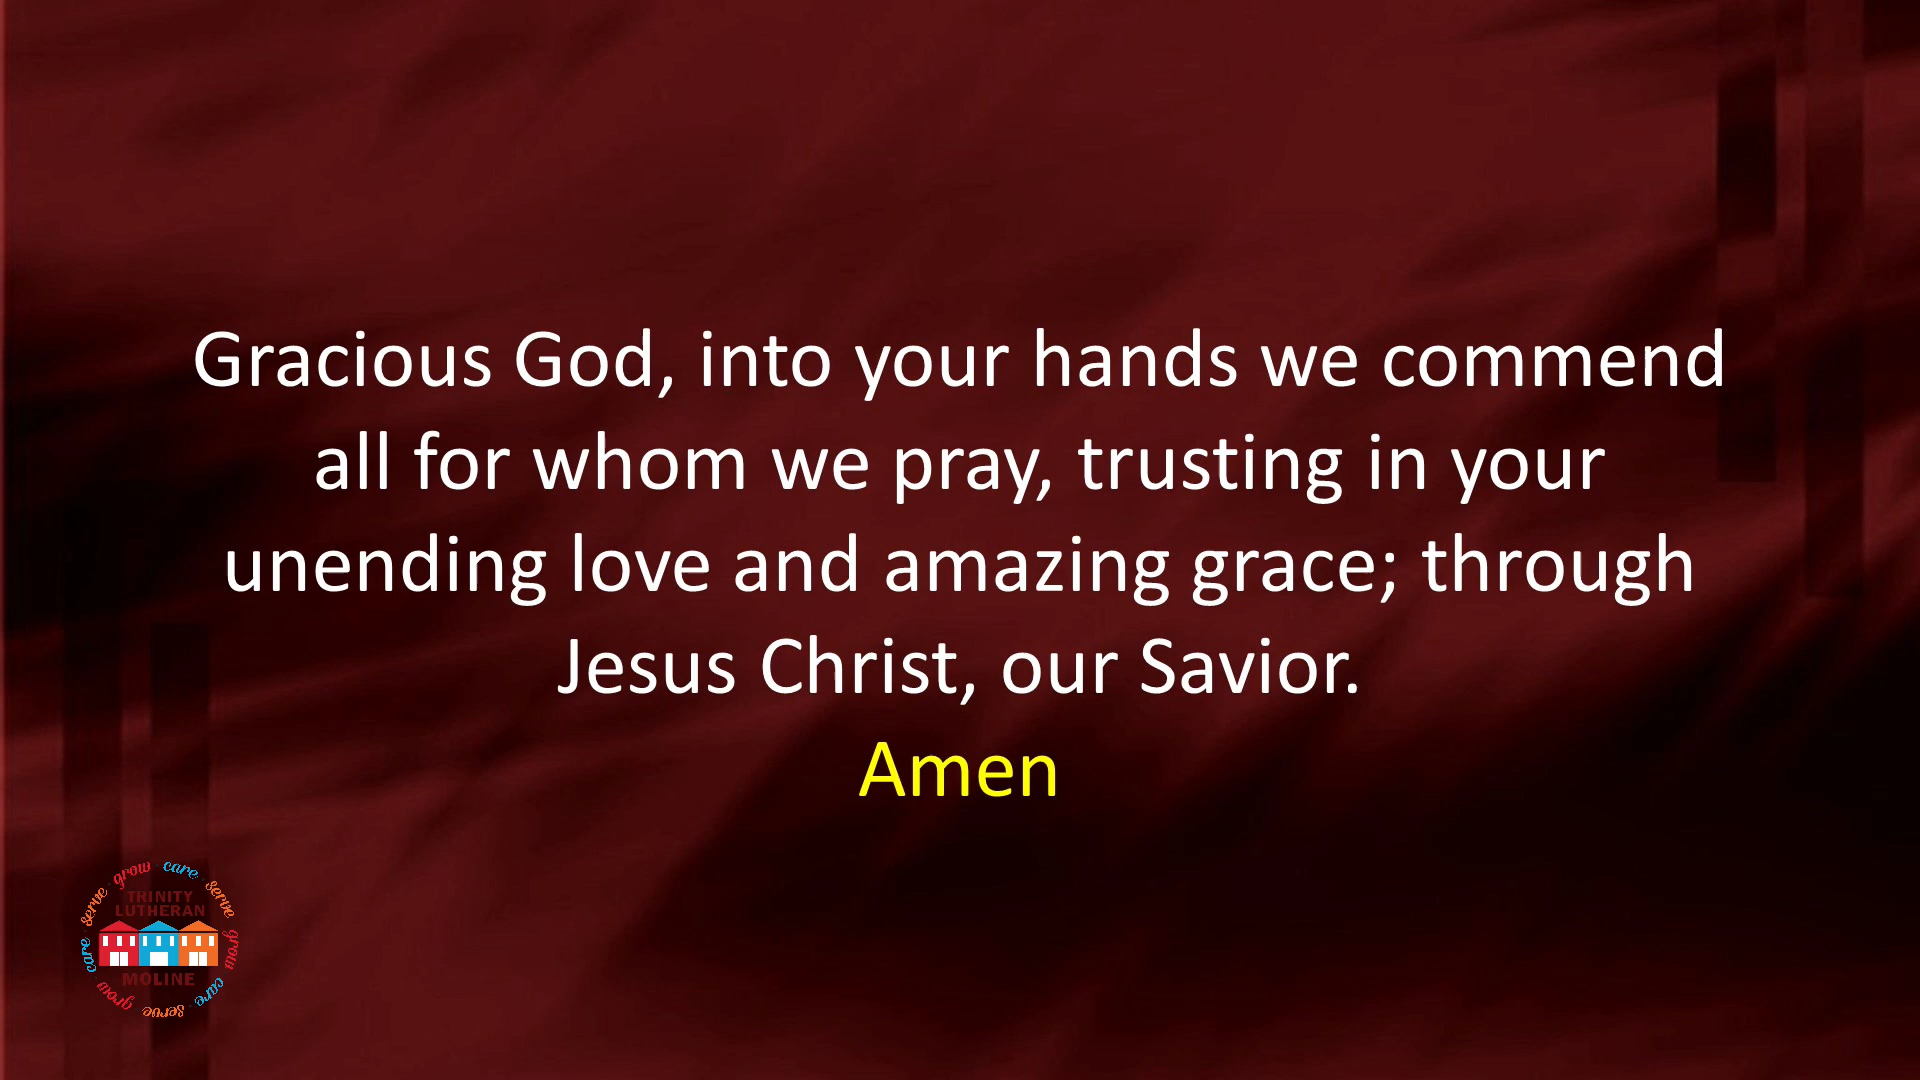 Gracious God, into your hands we commend
all for whom we pray, trusting in your
unending love and amazing grace; through
Jesus Christ, our Savior.
Amen
grow care serve grow care serve grow care serve
TRINITY
LUTHERAN
MOLINE